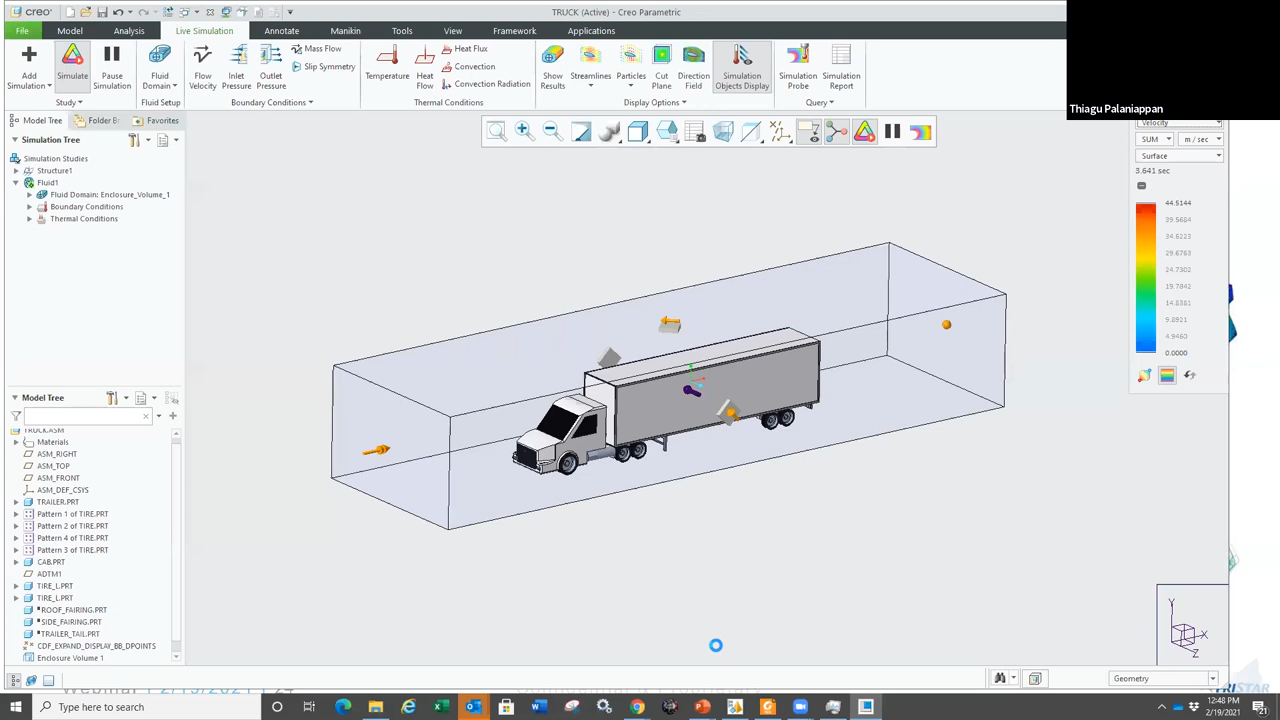 creo
TRUCK (Active) - Creo Parametric
File
Model
Analysis
Live Simulation
Annotate
Manikin
Tools
View
Framework
Applications
Add
Simulation
Simulate
Pause
Simulation
Fluid
Domain
Flow
Velocity
Inlet
Pressure
Outlet
Pressure
Mass Flow
Slip Symmetry
Temperature
Heat
Flow
Heat Flux
Convection
Convection Radiation
Show
Results
Streamlines
Particles
Cut
Plane
Direction
Field
Simulation
Objects Display
Simulation
Probe
Simulation
Report
Study
Fluid Setup
Boundary Conditions
Thermal Conditions
Display Options
Query
Thiagu Palaniappan
Model Tree
Folder B
Favorites
Simulation Tree
Simulation Studies
Structure1
Fluid1
Fluid Domain: Enclosure_Volume_1
Boundary Conditions
Thermal Conditions
Velocity
SUM
m / sec
Surface
3.641 sec
44.5144
39.5684
34.6223
29.6763
24.7302
19.7842
14.8381
9.8921
4.9460
0.0000
Model Tree
TRUCK.ASM
Materials
ASM_RIGHT
ASM_TOP
ASM_FRONT
ASM_DEF_CSYS
TRAILER.PRT
Pattern 1 of TIRE.PRT
Pattern 2 of TIRE.PRT
Pattern 4 of TIRE.PRT
Pattern 3 of TIRE.PRT
CAB.PRT
ADTM1
TIRE_L.PRT
TIRE_L.PRT
ROOF_FAIRING.PRT
SIDE_FAIRING.PRT
TRAILER_TAIL.PRT
CDF_EXPAND_DISPLAY_BB_DPOINTS
Enclosure Volume 1
Y
X
Z
Geometry
Webinar | 2/19/2021 | 24
TRISTAR
Type here to search
12:48 PM
2/19/2021
21